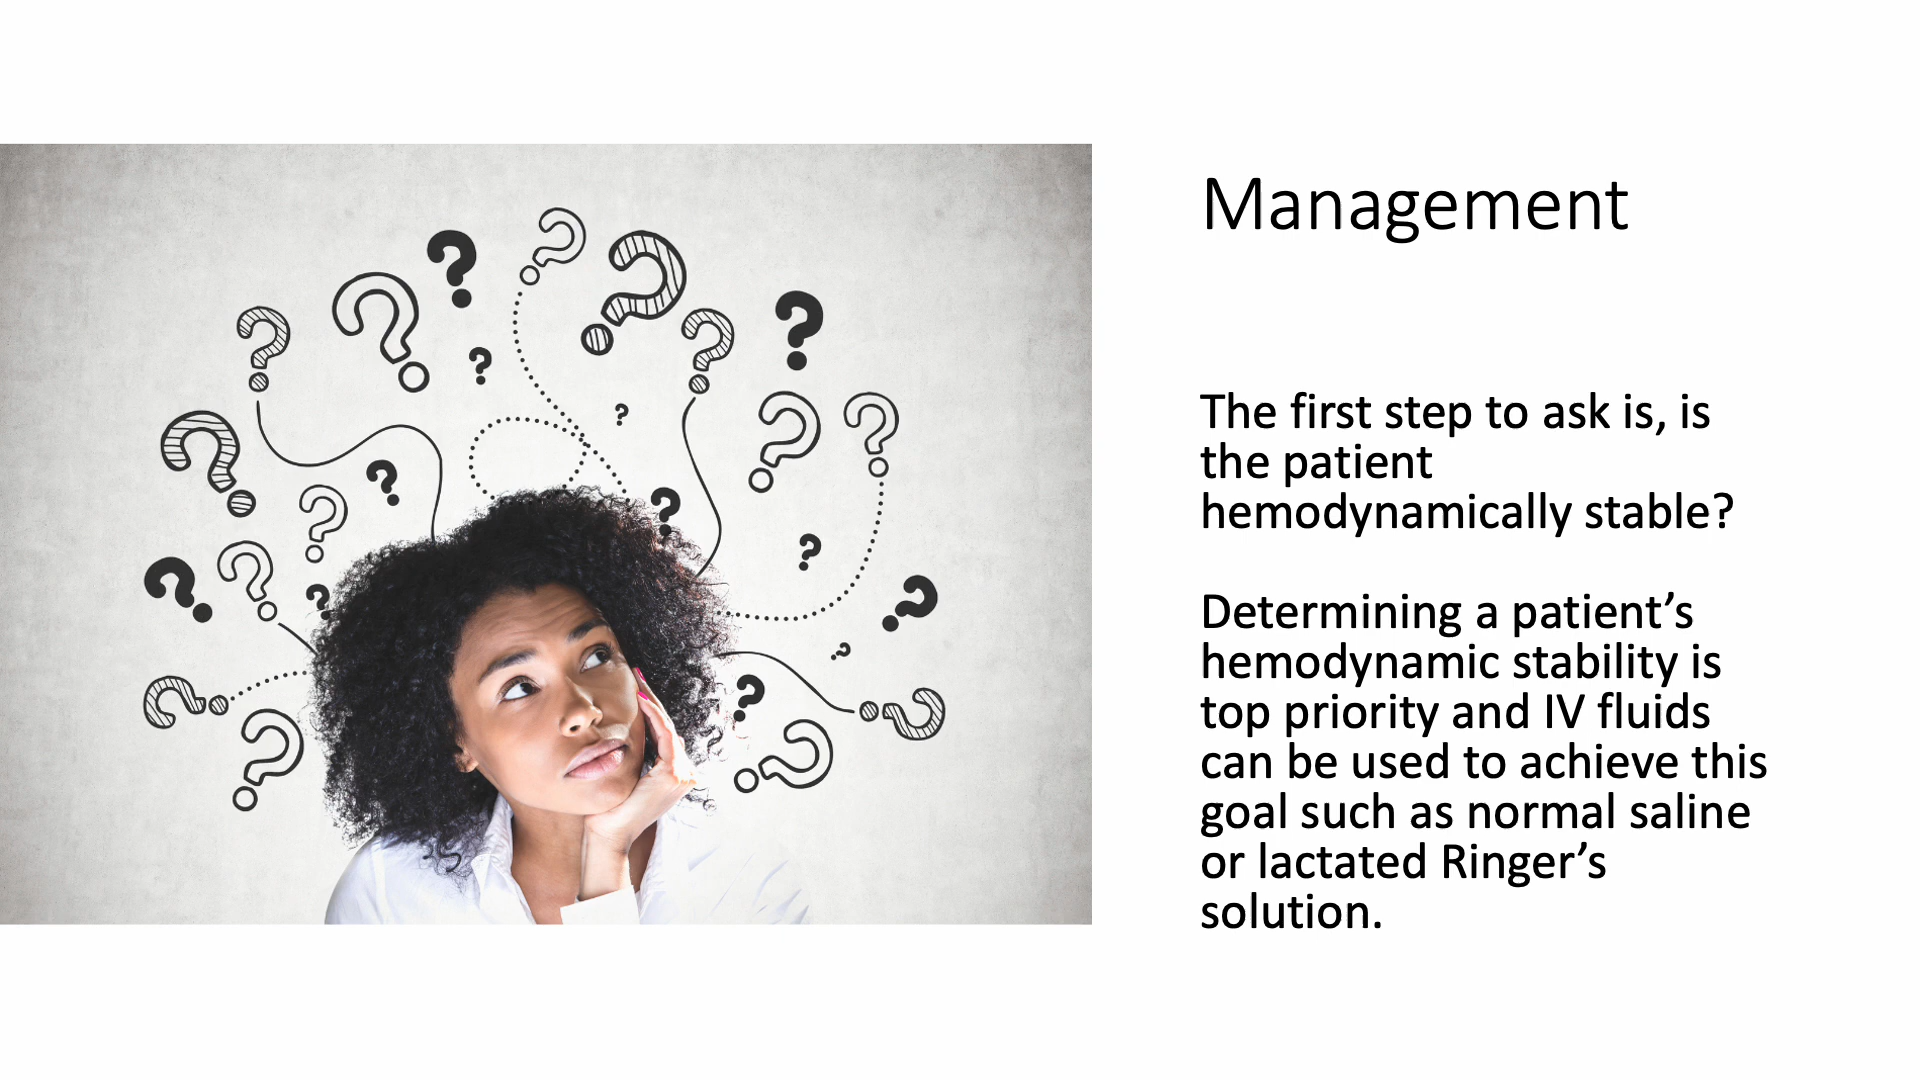 Management
The first step to ask is, is
the patient
hemodynamically stable?
Determining a patient’s
hemodynamic stability is
top priority and IV fluids
can be used to achieve this
goal such as normal saline
or lactated Ringer’s
solution.